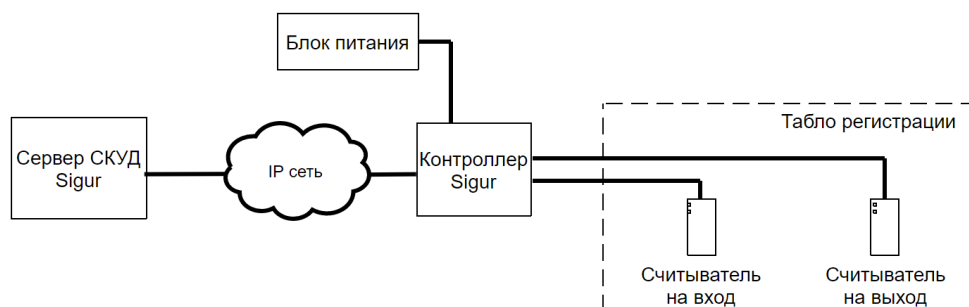 Блок питания
Табло регистрации
Сервер СКУД
Sigur
IP сеть
Контроллер
Sigur
Считыватель
на вход
Считыватель
на выход